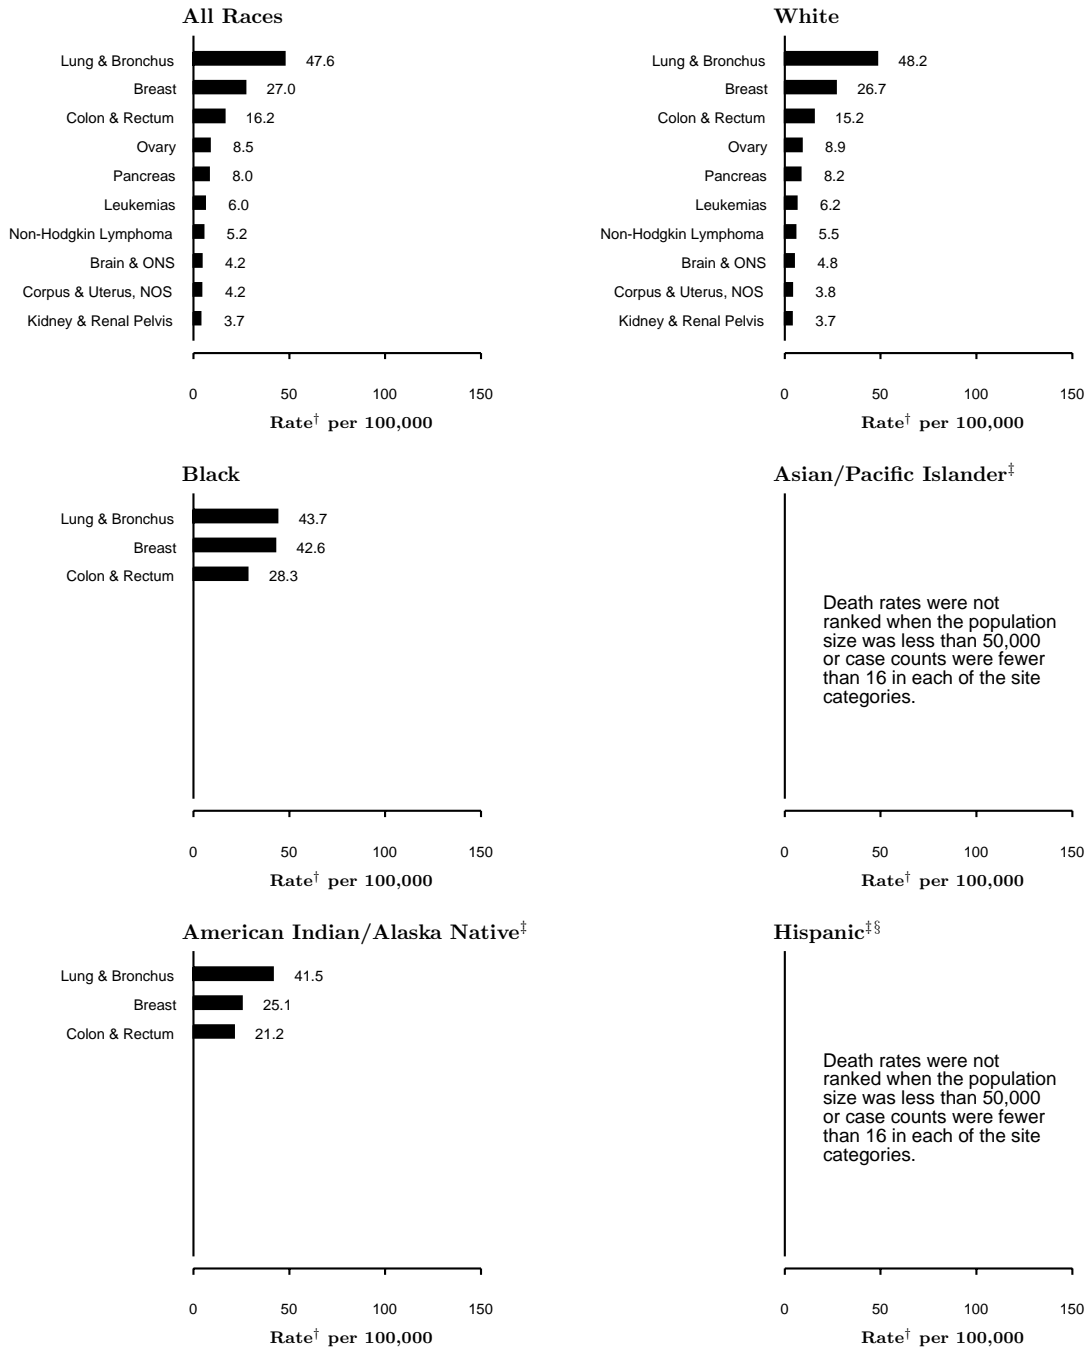 All Races
Lung & Bronchus 47.6
Breast 27.0
Colon & Rectum 16.2
Ovary 8.5
Pancreas 8.0
Leukemias 6.0
Non-Hodgkin Lymphoma 5.2
Brain & ONS 4.2
Corpus & Uterus, NOS 4.2
Kidney & Renal Pelvis 3.7
0 50 100 150
Rate† per 100,000
White
Lung & Bronchus 48.2
Breast 26.7
Colon & Rectum 15.2
Ovary 8.9
Pancreas 8.2
Leukemias 6.2
Non-Hodgkin Lymphoma 5.5
Brain & ONS 4.8
Corpus & Uterus, NOS 3.8
Kidney & Renal Pelvis 3.7
0 50 100 150
Rate† per 100,000
Black
Lung & Bronchus 43.7
Breast 42.6
Colon & Rectum 28.3
0 50 100 150
Rate† per 100,000
Asian/Pacific Islander‡
Death rates were not
ranked when the population
size was less than 50,000
or case counts were fewer
than 16 in each of the site
categories.
0 50 100 150
Rate† per 100,000
American Indian/Alaska Native‡
Lung & Bronchus 41.5
Breast 25.1
Colon & Rectum 21.2
0 50 100 150
Rate† per 100,000
Hispanic‡§
Death rates were not
ranked when the population
size was less than 50,000
or case counts were fewer
than 16 in each of the site
categories.
0 50 100 150
Rate† per 100,000